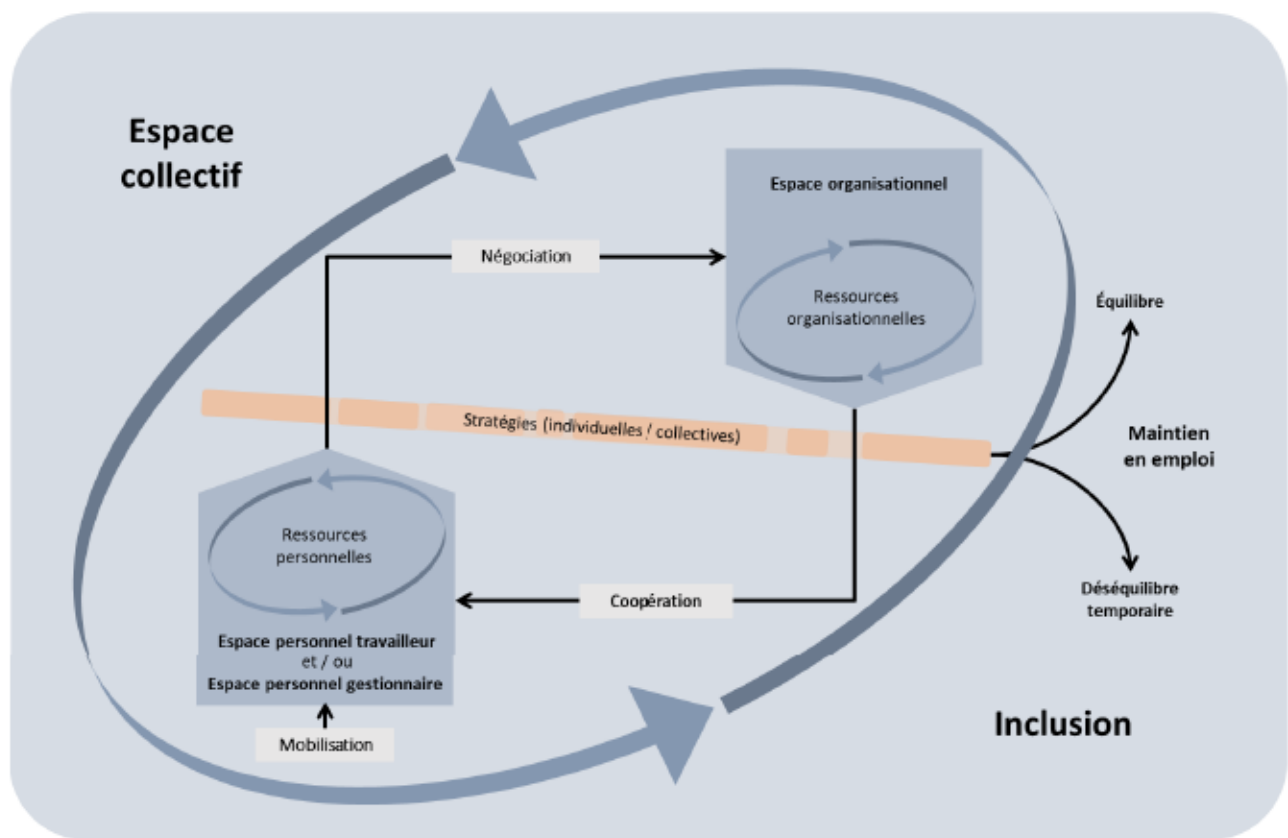 Espace
collectif
Espace organisationnel
Négociation
Ressources
organisationnelles
Équilibre
Stratégies (individuelles / collectives)
Maintien
en emploi
Ressources
personnelles
Coopération
Déséquilibre
temporaire
Espace personnel travailleur
et / ou
Espace personnel gestionnaire
Inclusion
Mobilisation